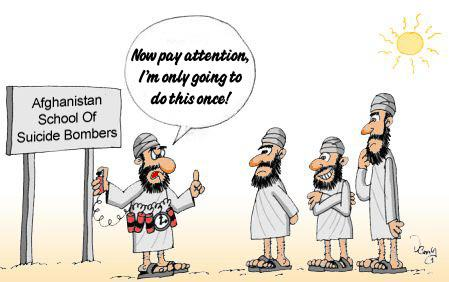 Now pay attention,
I'm only going to
do this once!
Afghanistan
School Of
Suicide Bombers